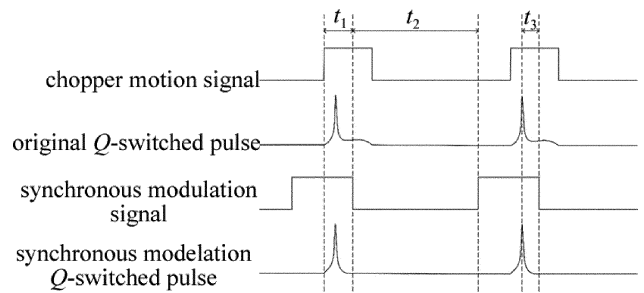 t1 t2 t3
chopper motion signal
original Q-switched pulse
synchronous modulation
signal
synchronous modelation
Q-switched pulse